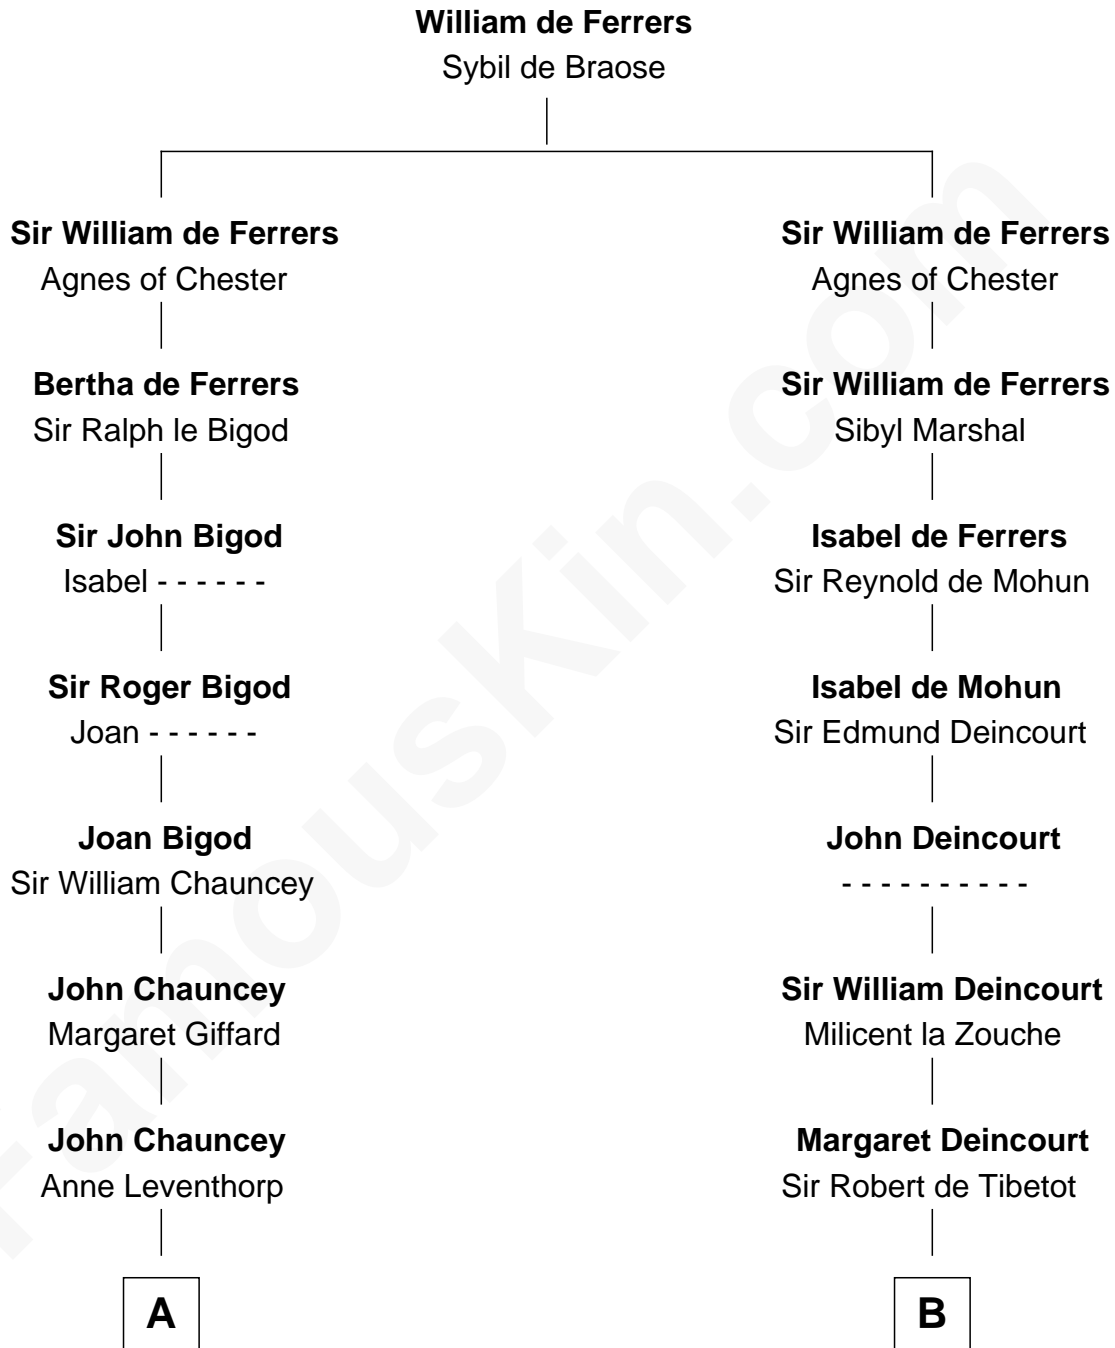 William de Ferrers
Sybil de Braose
Sir William de Ferrers
Agnes of Chester
Sir William de Ferrers
Agnes of Chester
Bertha de Ferrers
Sir Ralph le Bigod
Sir William de Ferrers
Sibyl Marshal
Sir John Bigod
Isabel - - - - - -
Isabel de Ferrers
Sir Reynold de Mohun
Sir Roger Bigod
Joan - - - - - -
Isabel de Mohun
Sir Edmund Deincourt
Joan Bigod
Sir William Chauncey
John Deincourt
- - - - - - - - - -
John Chauncey
Margaret Giffard
Sir William Deincourt
Milicent la Zouche
John Chauncey
Anne Leventhorp
Margaret Deincourt
Sir Robert de Tibetot
A
B
FamousKin.com